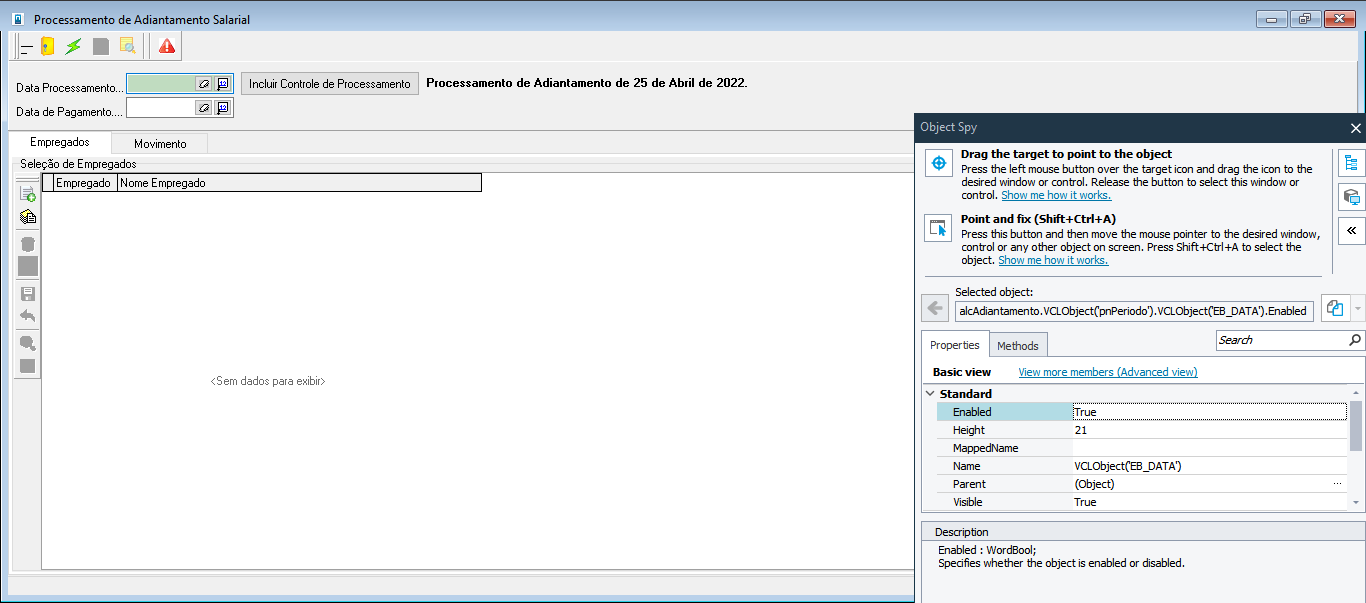 Processamento de Adiantamento Salarial
Data Processamento...
Incluir Controle de Processamento
Processamento de Adiantamento de 25 de Abril de 2022.
Data de Pagamento....
Empregados
Movimento
Seleção de Empregados
Empregado
Nome Empregado
<Sem dados para exibir>
Object Spy
Drag the target to point to the object
Press the left mouse button over the target icon and drag the icon to the
desired window or control. Release the button to select this window or
control. Show me how it works.
Point and fix (Shift+Ctrl+A)
Press this button and then move the mouse pointer to the desired window,
control or any other object on screen. Press Shift+Ctrl+A to select the
object. Show me how it works.
Selected object:
alcAdiantamento.VCLObject('pnPeriodo').VCLObject('EB_DATA').Enabled
Properties
Methods
Search
Basic view
View more members (Advanced view)
Standard
Enabled True
Height 21
MappedName
Name VCLObject('EB_DATA')
Parent (Object) ...
Visible True
Description
Enabled : WordBool;
Specifies whether the object is enabled or disabled.